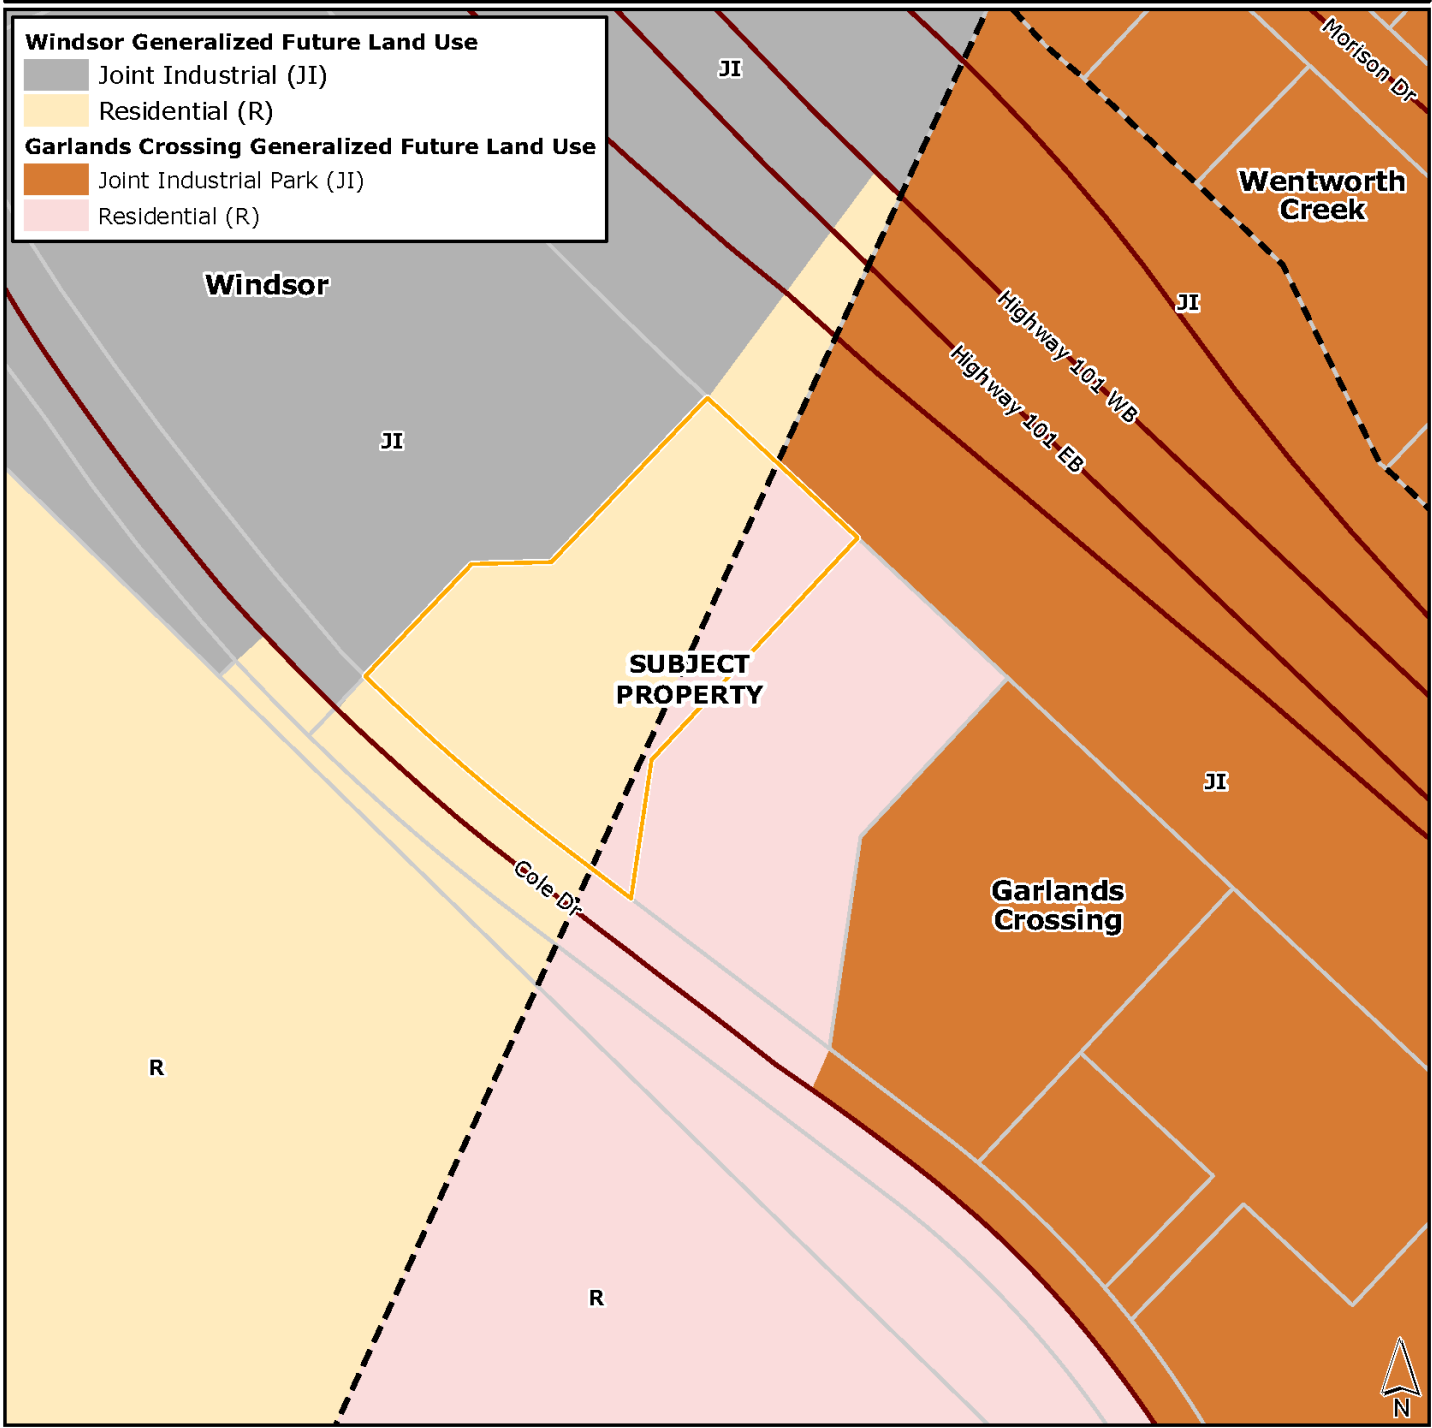 Windsor Generalized Future Land Use
Joint Industrial (JI)
Residential (R)
Garlands Crossing Generalized Future Land Use
Joint Industrial Park (JI)
Residential (R)
JI
Morison Dr
Wentworth
Creek
Windsor
JI
Highway 101 WB
Highway 101 EB
JI
SUBJECT
PROPERTY
JI
Cole Dr
Garlands
Crossing
R
R
N